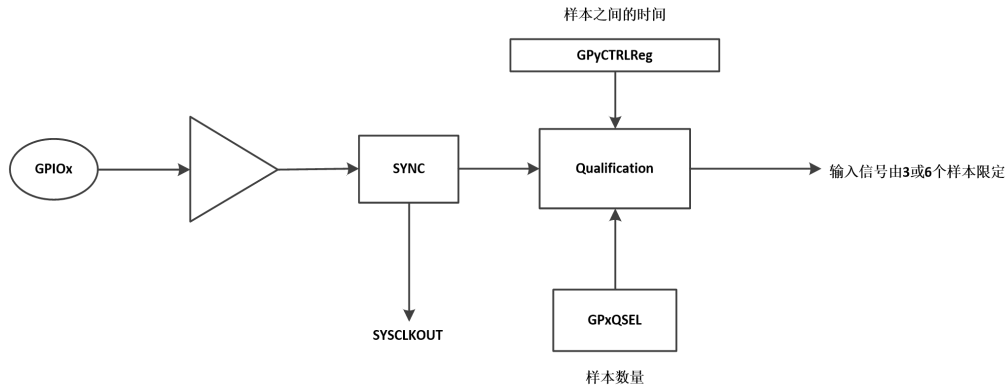 样本之间的时间
GPyCTRLReg
GPIOx
SYNC
Qualification
输入信号由3或6个样本限定
SYSCLKOUT
GPxQSEL
样本数量